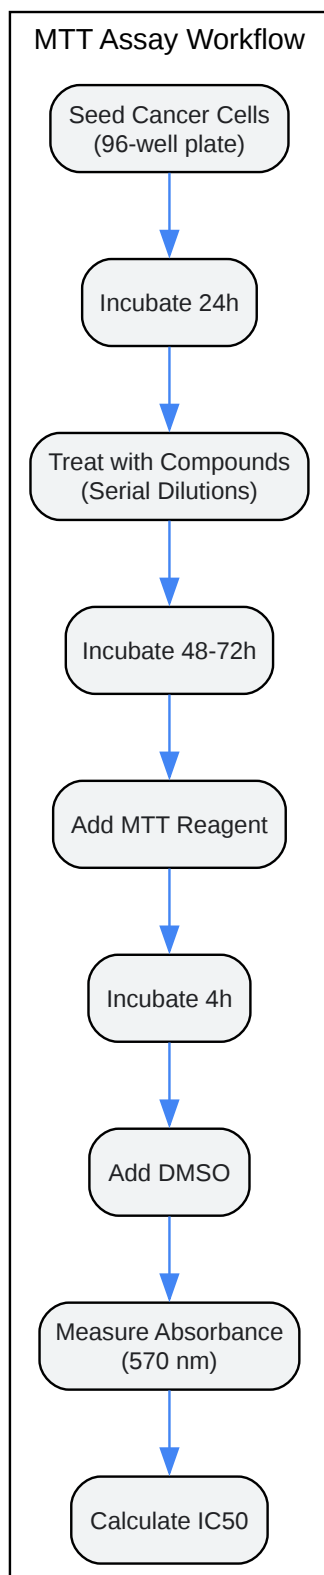 MTT Assay Workflow
Seed Cancer Cells
(96-well plate)
Incubate 24h
Treat with Compounds
(Serial Dilutions)
Incubate 48-72h
Add MTT Reagent
Incubate 4h
Add DMSO
Measure Absorbance
(570 nm)
Calculate IC50